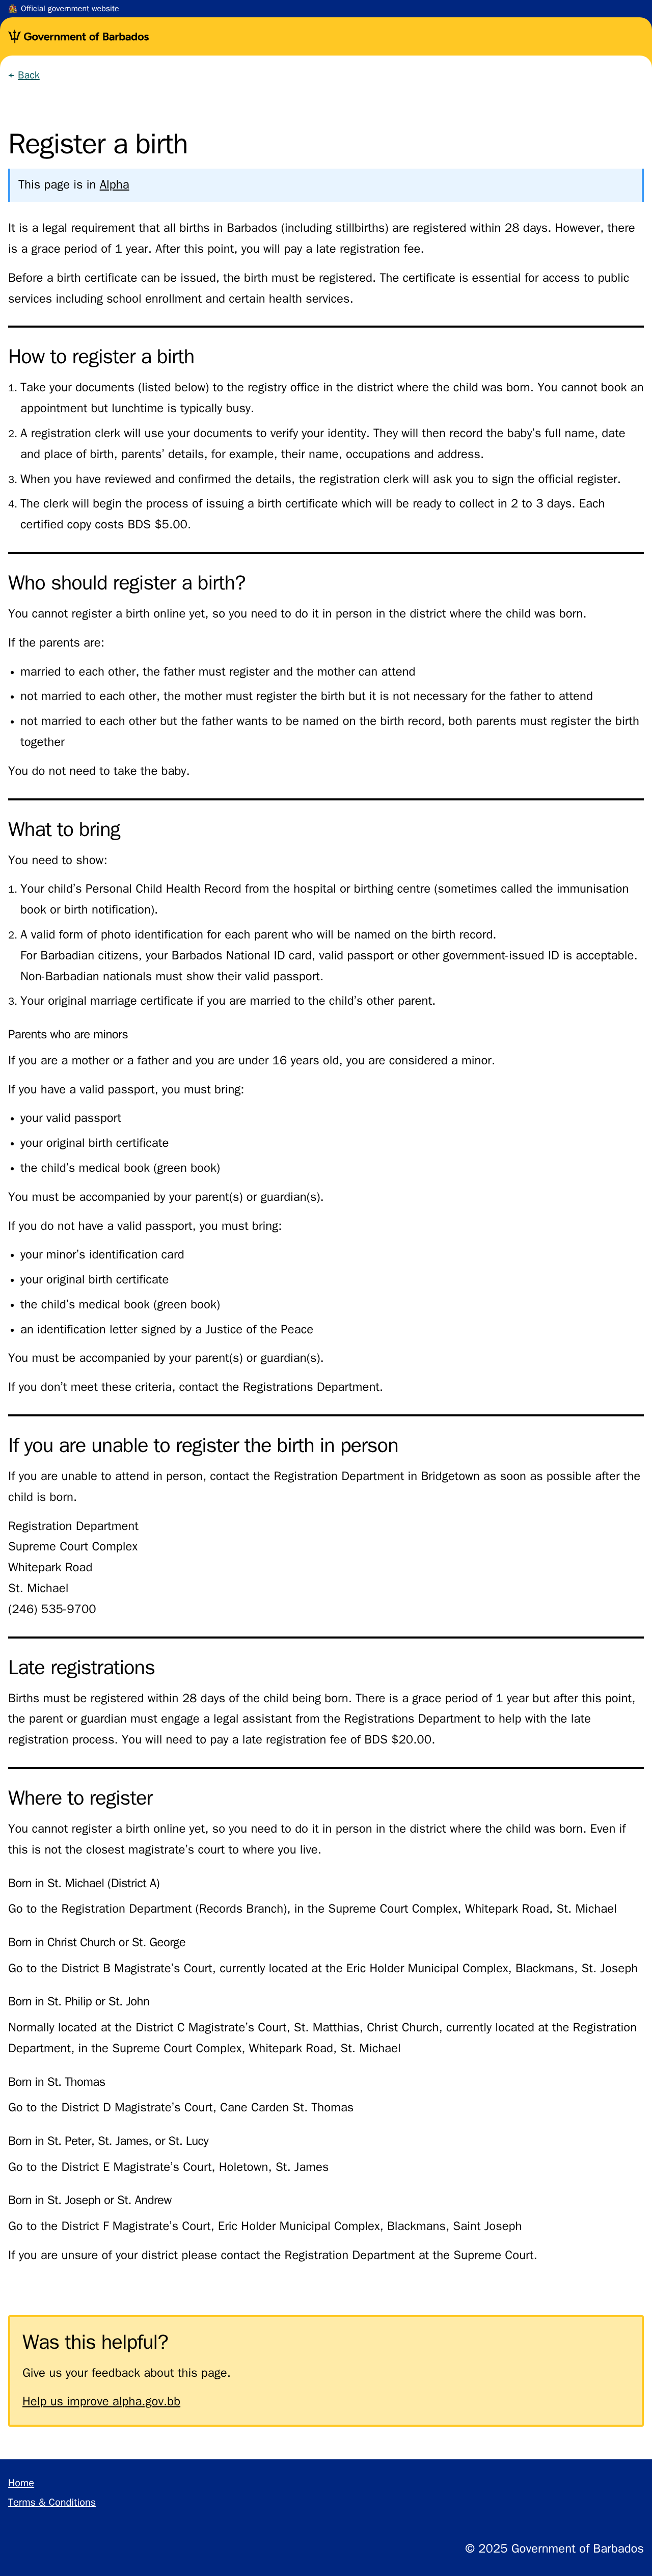 Official government website
Government of Barbados
← Back
Register a birth
This page is in Alpha
It is a legal requirement that all births in Barbados (including stillbirths) are registered within 28 days. However, there
is a grace period of 1 year. After this point, you will pay a late registration fee.
Before a birth certificate can be issued, the birth must be registered. The certificate is essential for access to public
services including school enrollment and certain health services.
How to register a birth
1. Take your documents (listed below) to the registry office in the district where the child was born. You cannot book an
appointment but lunchtime is typically busy.
2. A registration clerk will use your documents to verify your identity. They will then record the baby's full name, date
and place of birth, parents' details, for example, their name, occupations and address.
3. When you have reviewed and confirmed the details, the registration clerk will ask you to sign the official register.
4. The clerk will begin the process of issuing a birth certificate which will be ready to collect in 2 to 3 days. Each
certified copy costs BDS $5.00.
Who should register a birth?
You cannot register a birth online yet, so you need to do it in person in the district where the child was born.
If the parents are:
• married to each other, the father must register and the mother can attend
• not married to each other, the mother must register the birth but it is not necessary for the father to attend
• not married to each other but the father wants to be named on the birth record, both parents must register the birth
together
You do not need to take the baby.
What to bring
You need to show:
1. Your child's Personal Child Health Record from the hospital or birthing centre (sometimes called the immunisation
book or birth notification).
2. A valid form of photo identification for each parent who will be named on the birth record.
For Barbadian citizens, your Barbados National ID card, valid passport or other government-issued ID is acceptable.
Non-Barbadian nationals must show their valid passport.
3. Your original marriage certificate if you are married to the child's other parent.
Parents who are minors
If you are a mother or a father and you are under 16 years old, you are considered a minor.
If you have a valid passport, you must bring:
• your valid passport
• your original birth certificate
• the child's medical book (green book)
You must be accompanied by your parent(s) or guardian(s).
If you do not have a valid passport, you must bring:
• your minor's identification card
• your original birth certificate
• the child's medical book (green book)
• an identification letter signed by a Justice of the Peace
You must be accompanied by your parent(s) or guardian(s).
If you don't meet these criteria, contact the Registrations Department.
If you are unable to register the birth in person
If you are unable to attend in person, contact the Registration Department in Bridgetown as soon as possible after the
child is born.
Registration Department
Supreme Court Complex
Whitepark Road
St. Michael
(246) 535-9700
Late registrations
Births must be registered within 28 days of the child being born. There is a grace period of 1 year but after this point,
the parent or guardian must engage a legal assistant from the Registrations Department to help with the late
registration process. You will need to pay a late registration fee of BDS $20.00.
Where to register
You cannot register a birth online yet, so you need to do it in person in the district where the child was born. Even if
this is not the closest magistrate's court to where you live.
Born in St. Michael (District A)
Go to the Registration Department (Records Branch), in the Supreme Court Complex, Whitepark Road, St. Michael
Born in Christ Church or St. George
Go to the District B Magistrate's Court, currently located at the Eric Holder Municipal Complex, Blackmans, St. Joseph
Born in St. Philip or St. John
Normally located at the District C Magistrate's Court, St. Matthias, Christ Church, currently located at the Registration
Department, in the Supreme Court Complex, Whitepark Road, St. Michael
Born in St. Thomas
Go to the District D Magistrate's Court, Cane Carden St. Thomas
Born in St. Peter, St. James, or St. Lucy
Go to the District E Magistrate's Court, Holetown, St. James
Born in St. Joseph or St. Andrew
Go to the District F Magistrate's Court, Eric Holder Municipal Complex, Blackmans, Saint Joseph
If you are unsure of your district please contact the Registration Department at the Supreme Court.
Was this helpful?
Give us your feedback about this page.
Help us improve alpha.gov.bb
Home
Terms & Conditions
© 2025 Government of Barbados